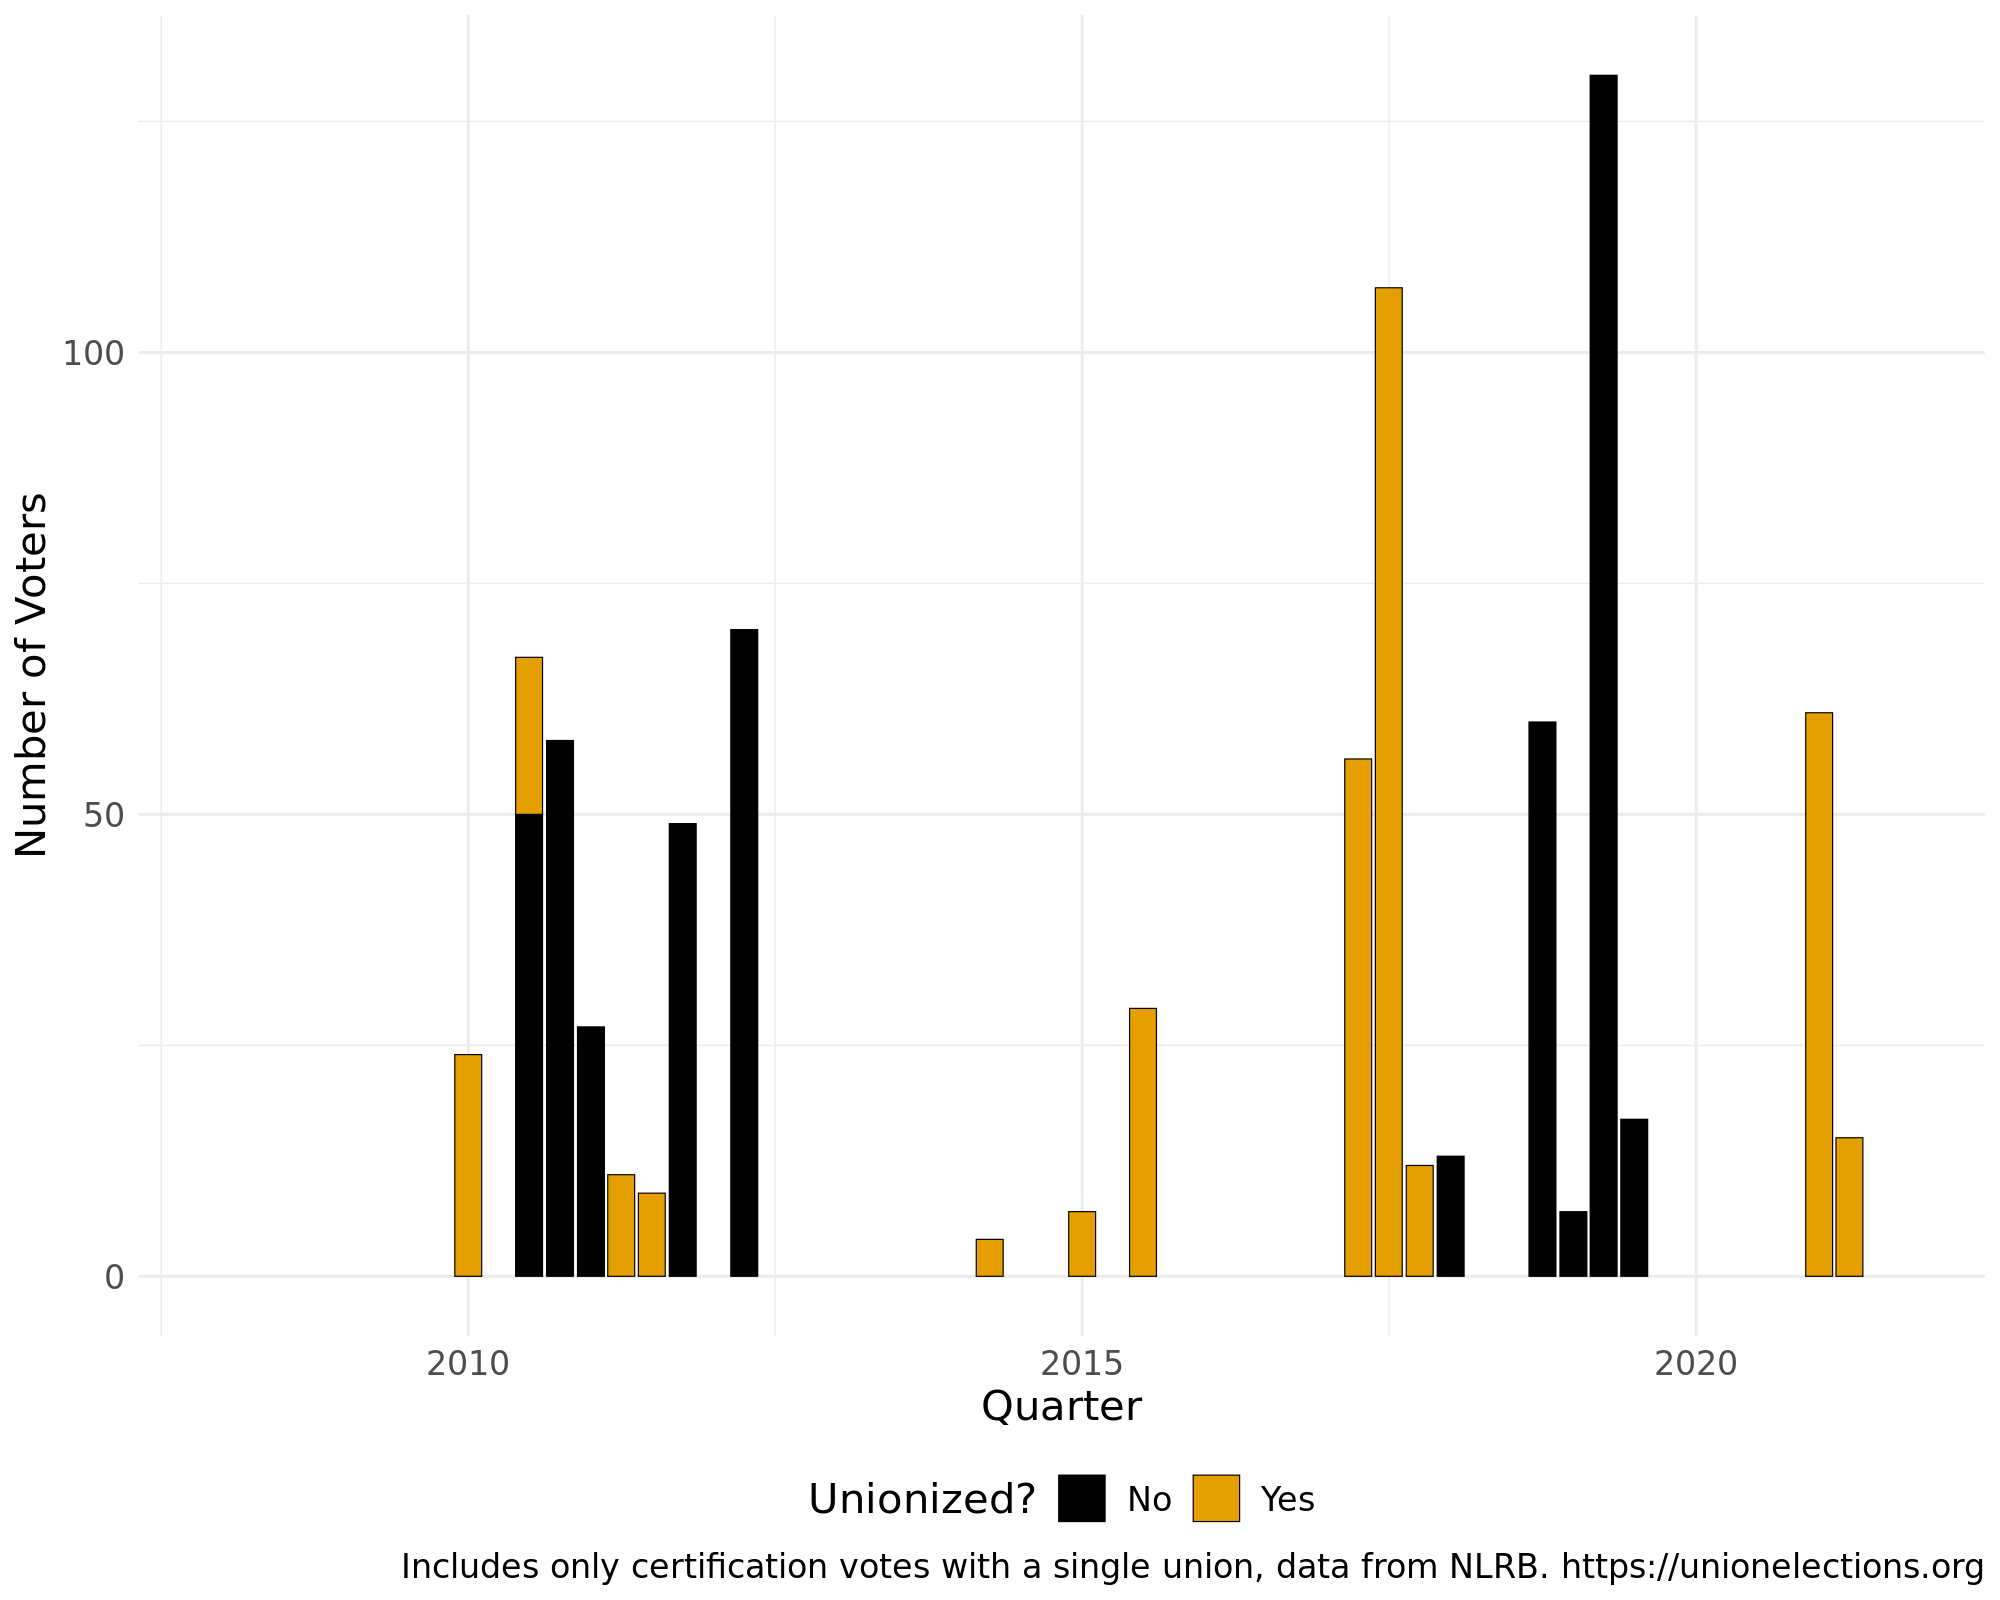 Number of Voters
100
50
0
2010 2015 2020
Quarter
Unionized? No Yes
Includes only certification votes with a single union, data from NLRB. https://unionelections.org